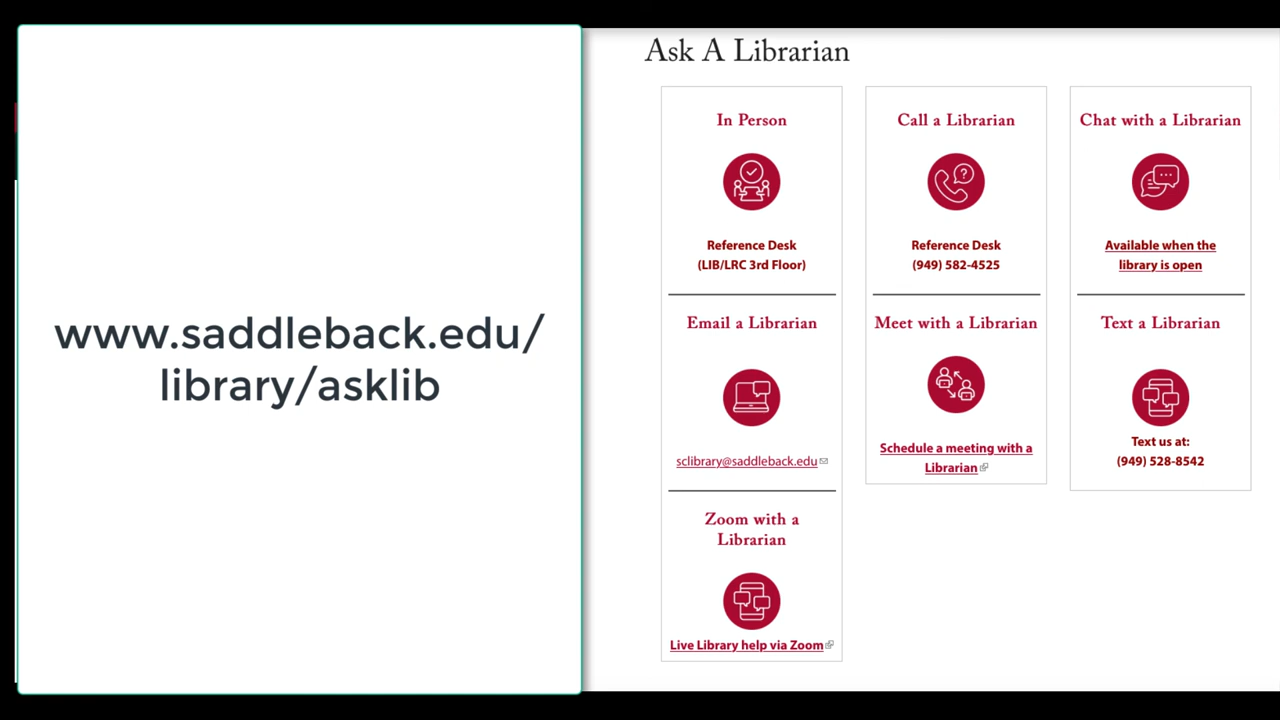 www.saddleback.edu/
library/asklib
Ask A Librarian
In Person
Reference Desk
(LIB/LRC 3rd Floor)
Call a Librarian
Reference Desk
(949) 582-4525
Chat with a Librarian
Available when the
library is open
Email a Librarian
sclibrary@saddleback.edu
Meet with a Librarian
Schedule a meeting with a
Librarian
Text a Librarian
Text us at:
(949) 528-8542
Zoom with a
Librarian
Live Library help via Zoom